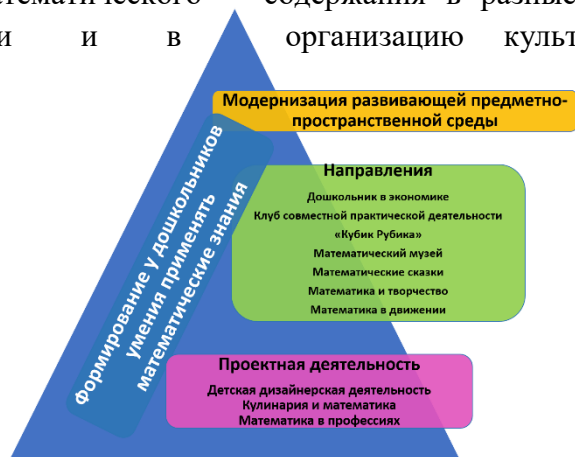 содержания в разные
и и в организацию культ
Модернизация развивающей предметно-
пространственной среды
Формирование у дошкольников
умения применять
математические знания
Направления
Дошкольник в экономике
Клуб совместной практической деятельности
«Кубик Рубика»
Математический музей
Математические сказки
Математика и творчество
Математика в движении
Проектная деятельность
Детская дизайнерская деятельность
Кулинария и математика
Математика в профессиях